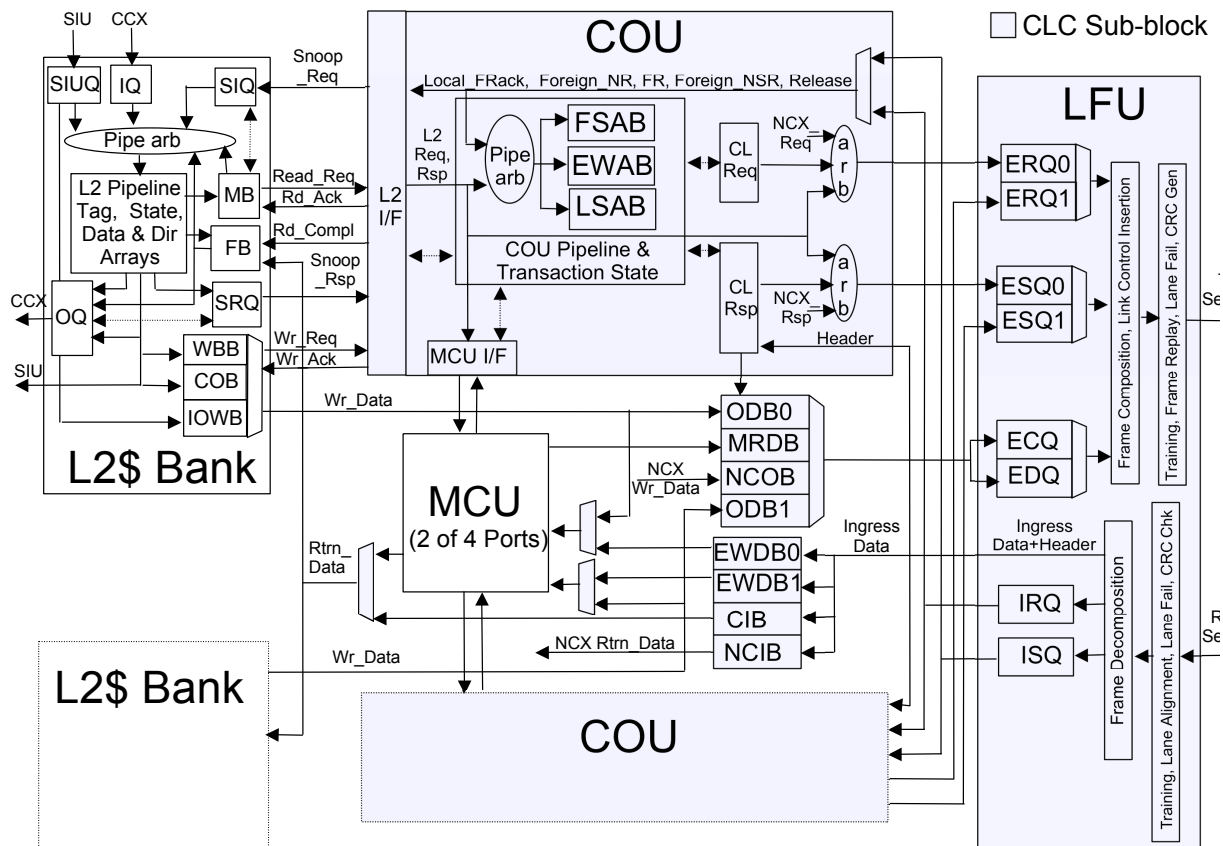 SIU
CCX
COU
CLC Sub-block
Snoop
_Req
SIUQ
IQ
SIQ
Local_FRack, Foreign_NR, FR, Foreign_NSR, Release
LFU
Pipe arb
L2
Req,
Rsp
Pipe
arb
FSAB
EWAB
LSAB
CL
Req
NCX_
Req
a
r
b
ERQ0
ERQ1
L2 Pipeline
Tag, State,
Data & Dir
Arrays
MB
Read_Req
Rd_Ack
L2
I/F
FB
Rd_Compl
COU Pipeline &
Transaction State
Snoop
_Rsp
SRQ
CCX
OQ
CL
Rsp
NCX_
Rsp
a
r
b
ESQ0
ESQ1
Header
Frame Composition, Link Control Insertion
Training, Frame Replay, Lane Fail, CRC Gen
Se
WBB
COB
IOWB
Wr_Req
Wr_Ack
SIU
MCU I/F
Wr_Data
L2$ Bank
ODB0
MRDB
NCOB
ODB1
NCX
Wr_Data
ECQ
EDQ
MCU
(2 of 4 Ports)
Rtrn_
Data
EWDB0
EWDB1
CIB
NCIB
Ingress
Data
Ingress
Data+Header
IRQ
ISQ
Frame Decomposition
Training, Lane Alignment, Lane Fail, CRC Chk
R
Se
NCX Rtrn_Data
Wr_Data
L2$ Bank
COU